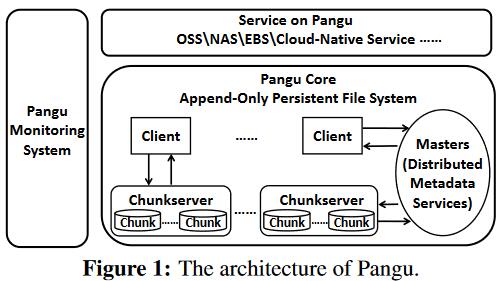 Service on Pangu
OSS\NAS\EBS\Cloud-Native Service ......
Pangu
Monitoring
System
Pangu Core
Append-Only Persistent File System
Client
......
Client
Masters
(Distributed
Metadata
Services)
Chunkserver
Chunk ...... Chunk
......
Chunkserver
Chunk ...... Chunk
Figure 1: The architecture of Pangu.